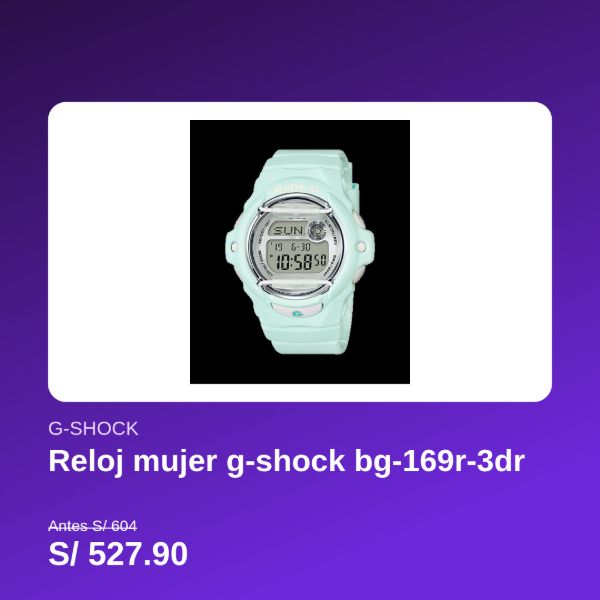 Baby-G
SUN
'19 6-30
10:58 50
G
G-SHOCK
Reloj mujer g-shock bg-169r-3dr
Antes S/ 604
S/ 527.90